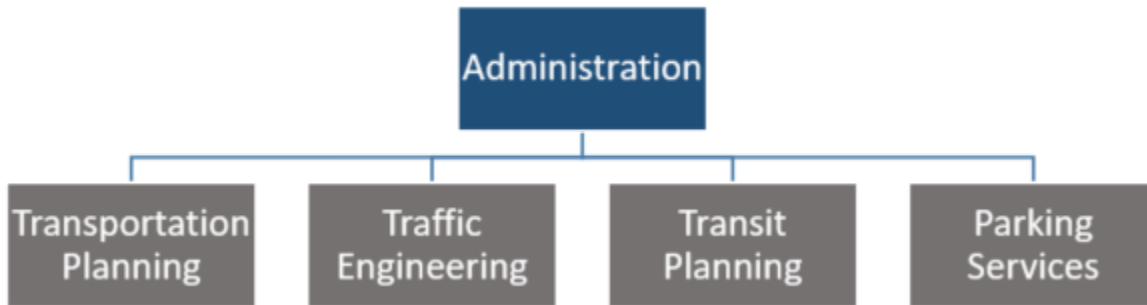 Administration
Transportation
Planning
Traffic
Engineering
Transit
Planning
Parking
Services